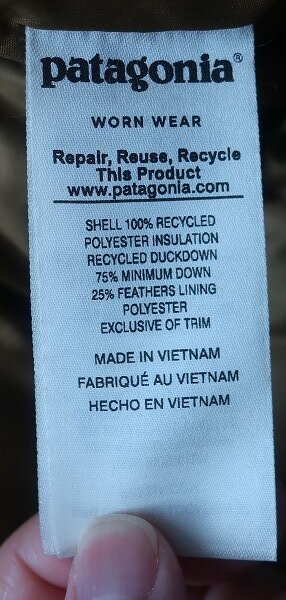 patagonia®
WORN WEAR
Repair, Reuse, Recycle
This Product
www.patagonia.com
SHELL 100% RECYCLED
POLYESTER INSULATION
RECYCLED DUCKDOWN
75% MINIMUM DOWN
25% FEATHERS LINING
POLYESTER
EXCLUSIVE OF TRIM
MADE IN VIETNAM
FABRIQUÉ AU VIETNAM
HECHO EN VIETNAM